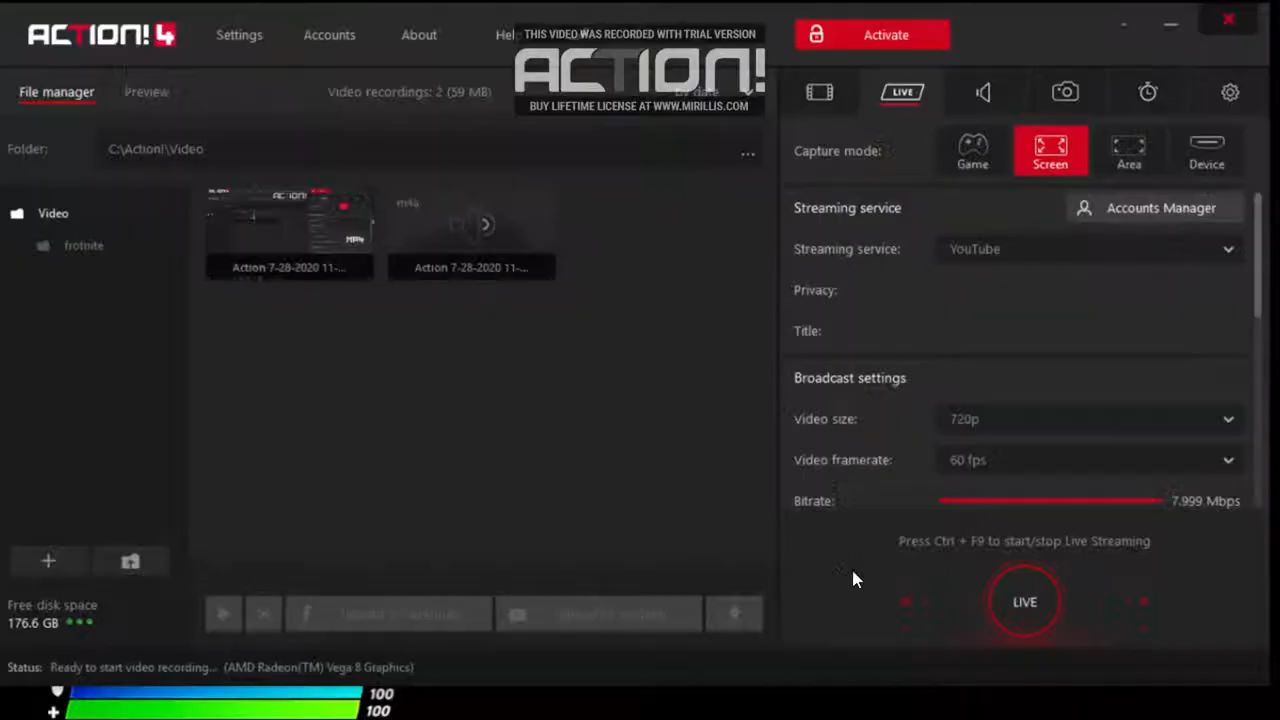 ACTION! 4
Settings
Accounts
About
THIS VIDEO WAS RECORDED WITH TRIAL VERSION
ACTION!
BUY LIFETIME LICENSE AT WWW.MIRILLIS.COM
Activate
File manager
Preview
Video recordings: 2 (59 MB)
by date
LIVE
Folder:
C:\Action!\Video
...
Capture mode:
Game
Screen
Area
Device
Video
frotnite
MP4
Action 7-28-2020 11-...
m4a
Action 7-28-2020 11-...
Streaming service
Accounts Manager
Streaming service:
YouTube
Privacy:
Title:
Broadcast settings
Video size:
720p
Video framerate:
60 fps
Bitrate:
7.999 Mbps
Press Ctrl + F9 to start/stop Live Streaming
LIVE
Free disk space
176.6 GB
Status: Ready to start video recording... (AMD Radeon(TM) Vega 8 Graphics)
100
100